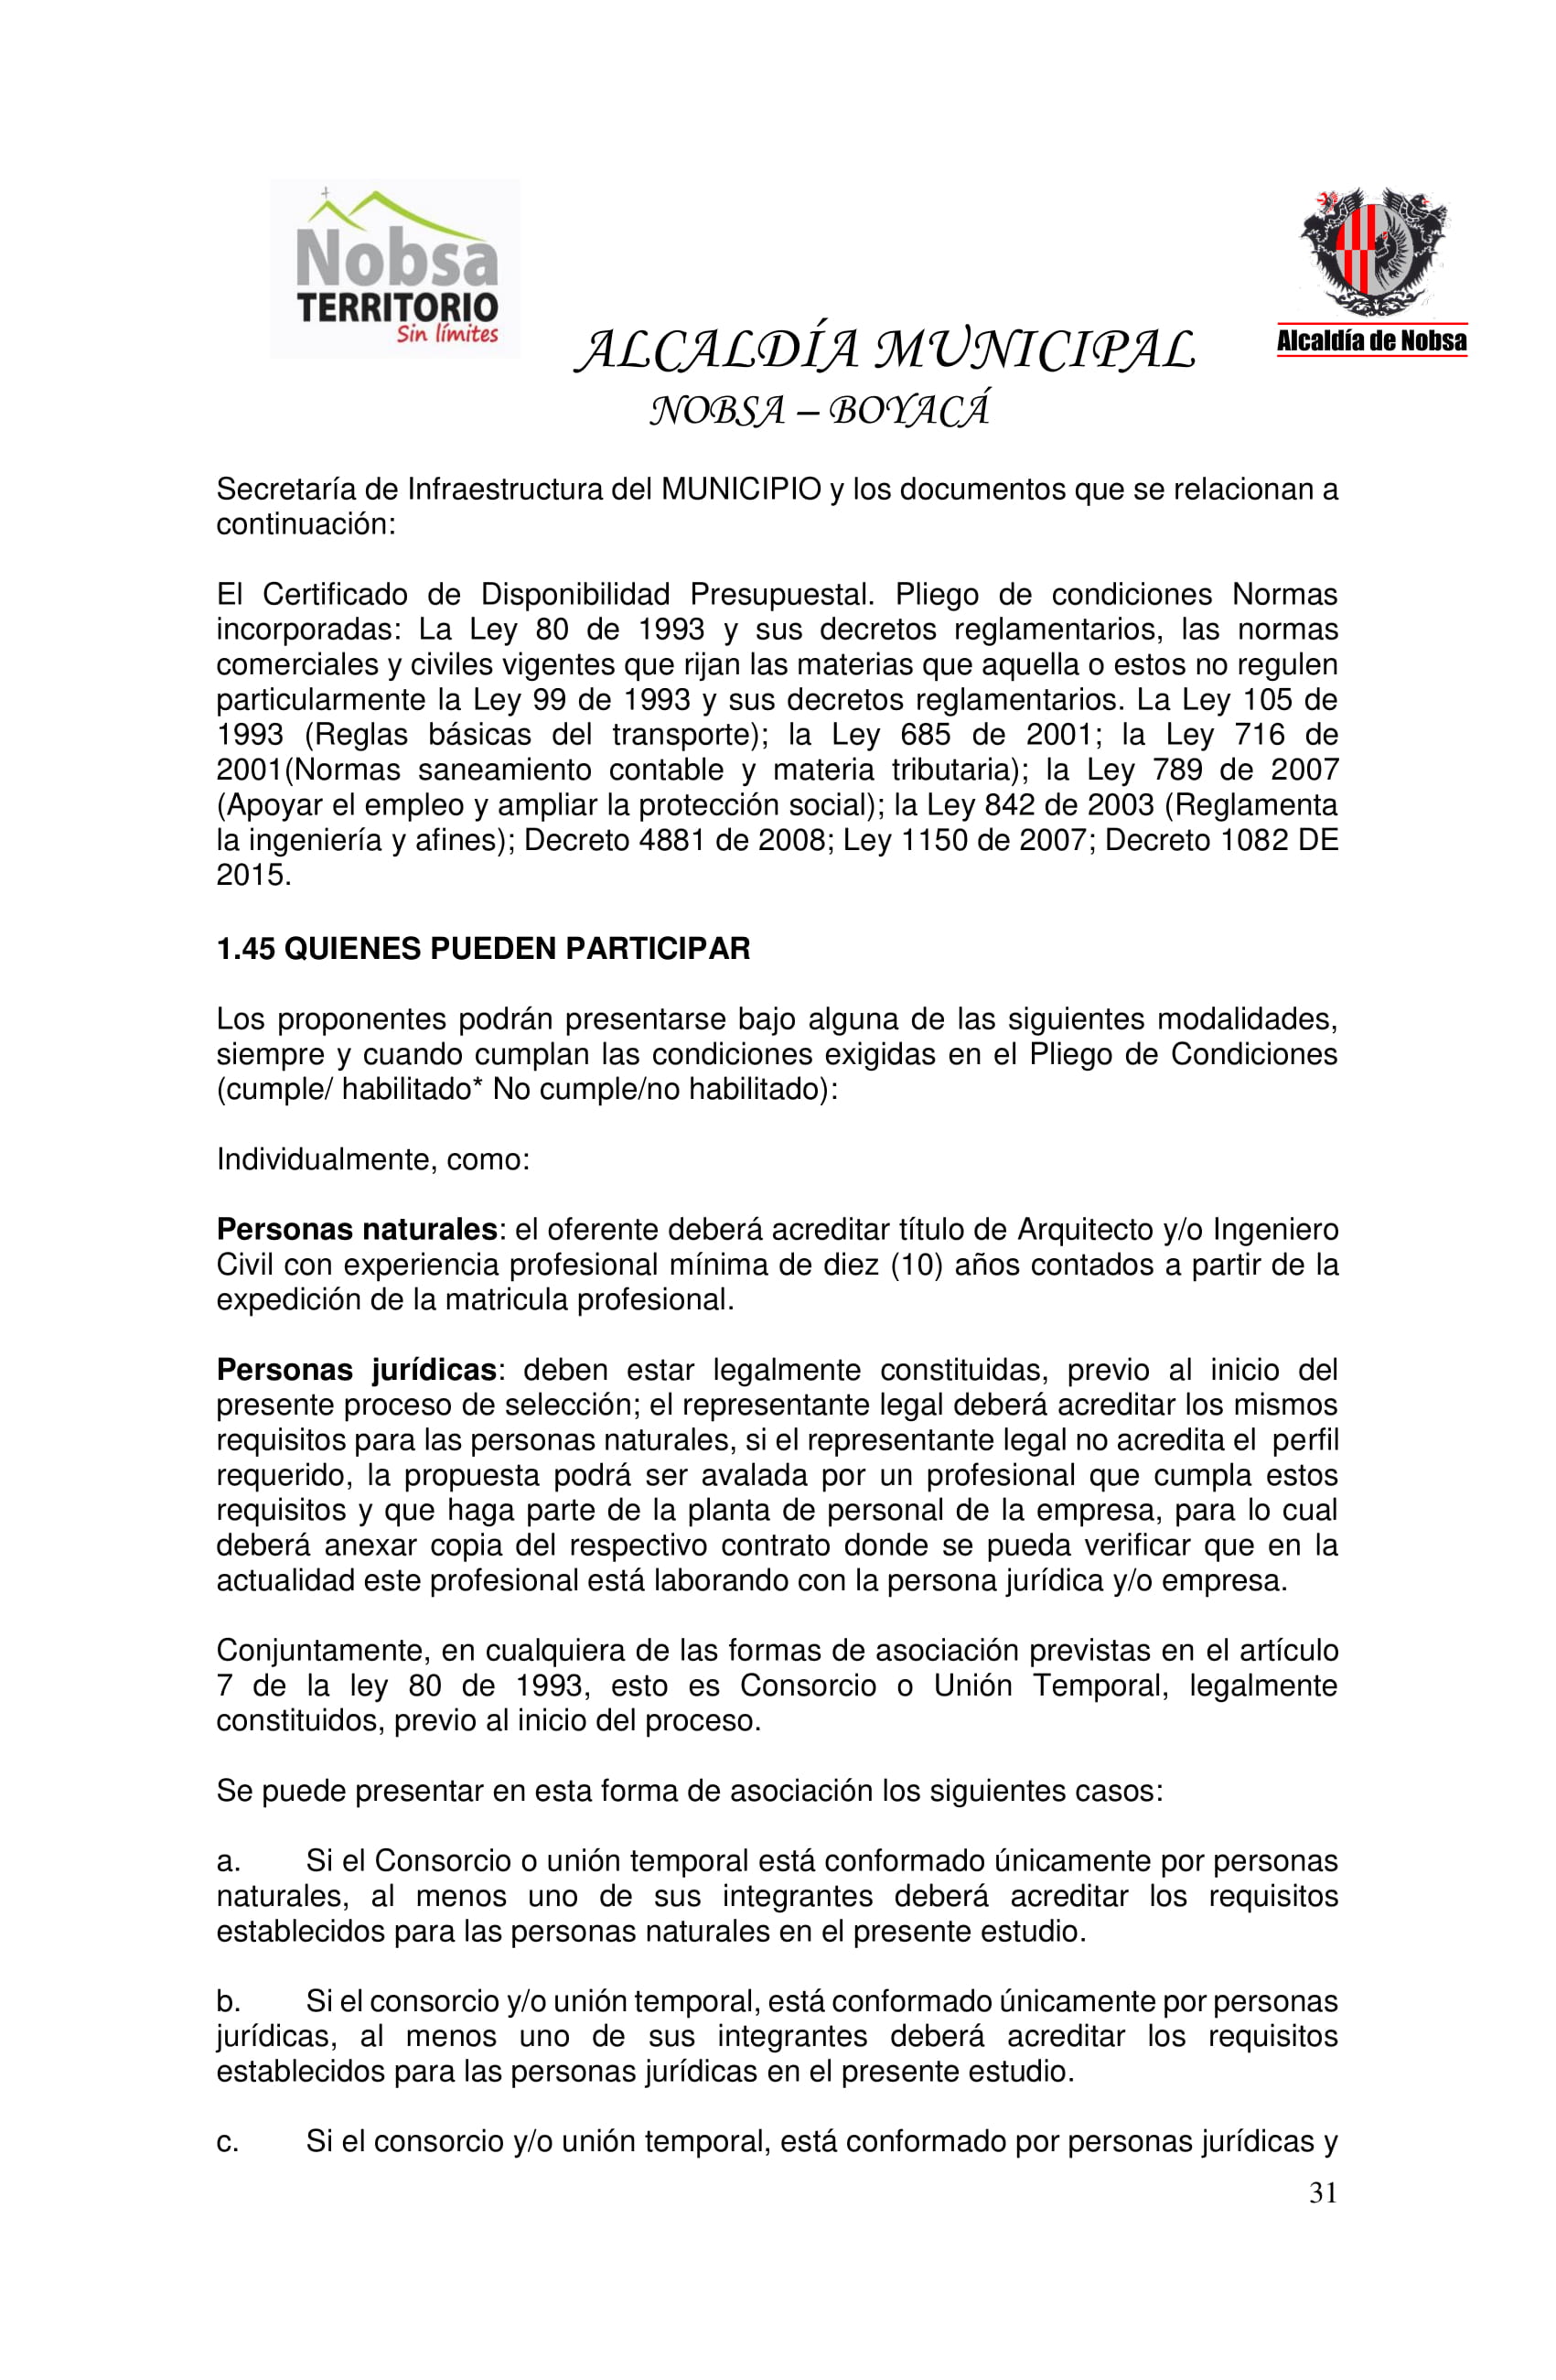 Nobsa
TERRITORIO
Sin límites
Alcaldía de Nobsa
ALCALDÍA MUNICIPAL
NOBSA – BOYACÁ
Secretaría de Infraestructura del MUNICIPIO y los documentos que se relacionan a
continuación:
El Certificado de Disponibilidad Presupuestal. Pliego de condiciones Normas
incorporadas: La Ley 80 de 1993 y sus decretos reglamentarios, las normas
comerciales y civiles vigentes que rijan las materias que aquella o estos no regulen
particularmente la Ley 99 de 1993 y sus decretos reglamentarios. La Ley 105 de
1993 (Reglas básicas del transporte); la Ley 685 de 2001; la Ley 716 de
2001(Normas saneamiento contable y materia tributaria); la Ley 789 de 2007
(Apoyar el empleo y ampliar la protección social); la Ley 842 de 2003 (Reglamenta
la ingeniería y afines); Decreto 4881 de 2008; Ley 1150 de 2007; Decreto 1082 DE
2015.
1.45 QUIENES PUEDEN PARTICIPAR
Los proponentes podrán presentarse bajo alguna de las siguientes modalidades,
siempre y cuando cumplan las condiciones exigidas en el Pliego de Condiciones
(cumple/ habilitado* No cumple/no habilitado):
Individualmente, como:
Personas naturales: el oferente deberá acreditar título de Arquitecto y/o Ingeniero
Civil con experiencia profesional mínima de diez (10) años contados a partir de la
expedición de la matricula profesional.
Personas jurídicas: deben estar legalmente constituidas, previo al inicio del
presente proceso de selección; el representante legal deberá acreditar los mismos
requisitos para las personas naturales, si el representante legal no acredita el perfil
requerido, la propuesta podrá ser avalada por un profesional que cumpla estos
requisitos y que haga parte de la planta de personal de la empresa, para lo cual
deberá anexar copia del respectivo contrato donde se pueda verificar que en la
actualidad este profesional está laborando con la persona jurídica y/o empresa.
Conjuntamente, en cualquiera de las formas de asociación previstas en el artículo
7 de la ley 80 de 1993, esto es Consorcio o Unión Temporal, legalmente
constituidos, previo al inicio del proceso.
Se puede presentar en esta forma de asociación los siguientes casos:
a. Si el Consorcio o unión temporal está conformado únicamente por personas
naturales, al menos uno de sus integrantes deberá acreditar los requisitos
establecidos para las personas naturales en el presente estudio.
b. Si el consorcio y/o unión temporal, está conformado únicamente por personas
jurídicas, al menos uno de sus integrantes deberá acreditar los requisitos
establecidos para las personas jurídicas en el presente estudio.
c. Si el consorcio y/o unión temporal, está conformado por personas jurídicas y
31